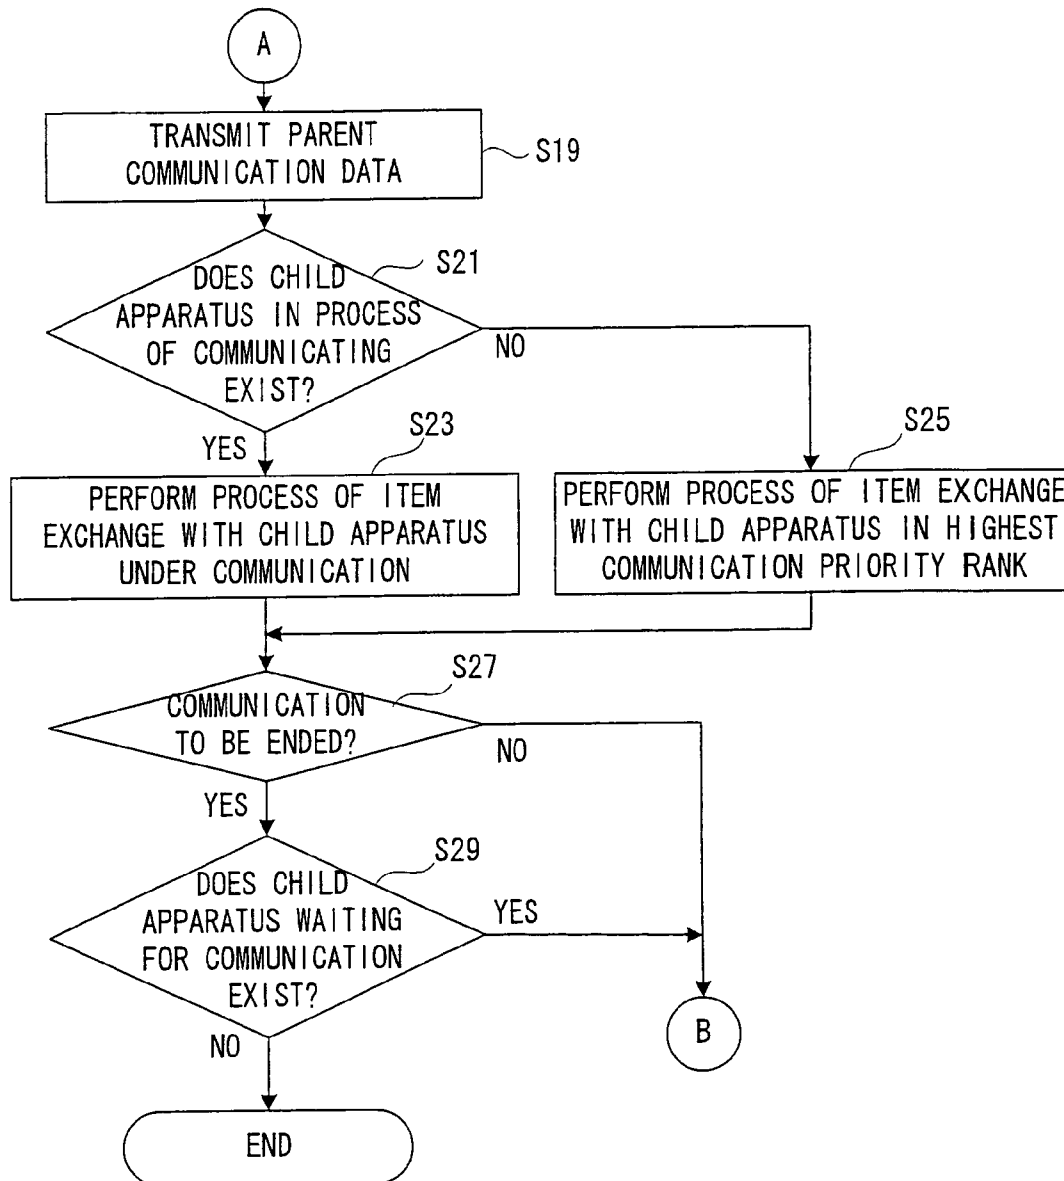 A
TRANSMIT PARENT
COMMUNICATION DATA
S19
DOES CHILD
APPARATUS IN PROCESS
OF COMMUNICATING
EXIST?
S21
NO
YES
S23
PERFORM PROCESS OF ITEM
EXCHANGE WITH CHILD APPARATUS
UNDER COMMUNICATION
S25
PERFORM PROCESS OF ITEM EXCHANGE
WITH CHILD APPARATUS IN HIGHEST
COMMUNICATION PRIORITY RANK
S27
COMMUNICATION
TO BE ENDED?
NO
YES
S29
DOES CHILD
APPARATUS WAITING
FOR COMMUNICATION
EXIST?
YES
NO
B
END